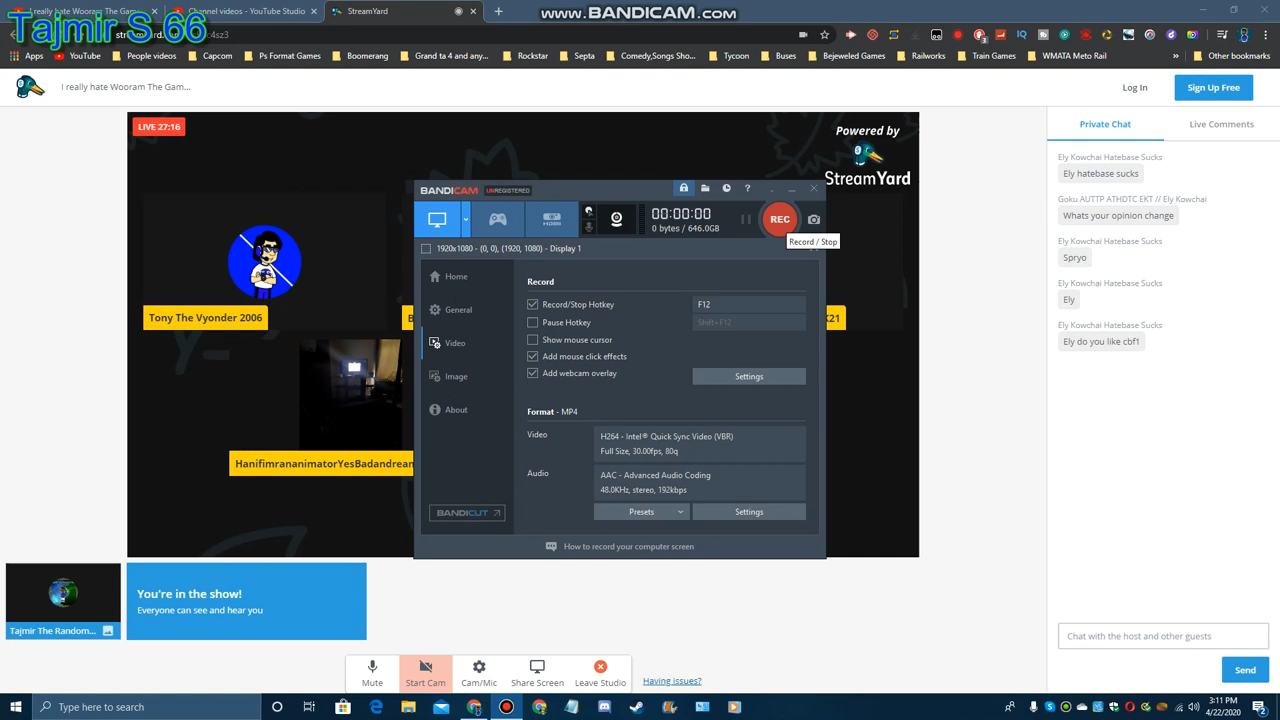 I really hate Wooram The Gam
Channel videos - YouTube Studio
StreamYard
www.BANDICAM.com
Tajmir S 66
4sz3
Apps
YouTube
People videos
Capcom
Ps Format Games
Boomerang
Grand ta 4 and any...
Rockstar
Septa
Comedy,Songs,Sho...
Tycoon
Buses
Bejeweled Games
Railworks
Train Games
WMATA Metro Rail
Other bookmarks
I really hate Wooram The Gam...
Log In
Sign Up Free
LIVE 27:16
Powered by
StreamYard
Private Chat
Live Comments
Ely Kowchai Hatebase Sucks
Ely hatebase sucks
Goku AUTTP ATHDTC EKT // Ely Kowchai
Whats your opinion change
Ely Kowchai Hatebase Sucks
Spryo
Ely Kowchai Hatebase Sucks
Ely
Ely Kowchai Hatebase Sucks
Ely do you like cbf1
BANDICAM UNREGISTERED
HDMI
00:00:00
0 bytes / 646.0GB
REC
Record / Stop
1920x1080 - (0, 0), (1920, 1080) - Display 1
Home
General
Video
Image
About
BANDICUT
Record
Record/Stop Hotkey
F12
Pause Hotkey
Shift+F12
Show mouse cursor
Add mouse click effects
Add webcam overlay
Settings
Format - MP4
Video
H264 - Intel® Quick Sync Video (VBR)
Full Size, 30.00fps, 80q
Audio
AAC - Advanced Audio Coding
48.0KHz, stereo, 192kbps
Presets
Settings
How to record your computer screen
Tony The Vyonder 2006
B
X21
HanifimrananimatorYesBadandream
Tajmir The Random...
You're in the show!
Everyone can see and hear you
Mute
Start Cam
Cam/Mic
Share Screen
Leave Studio
Having issues?
Chat with the host and other guests
Send
Type here to search
3:11 PM
4/22/2020
2